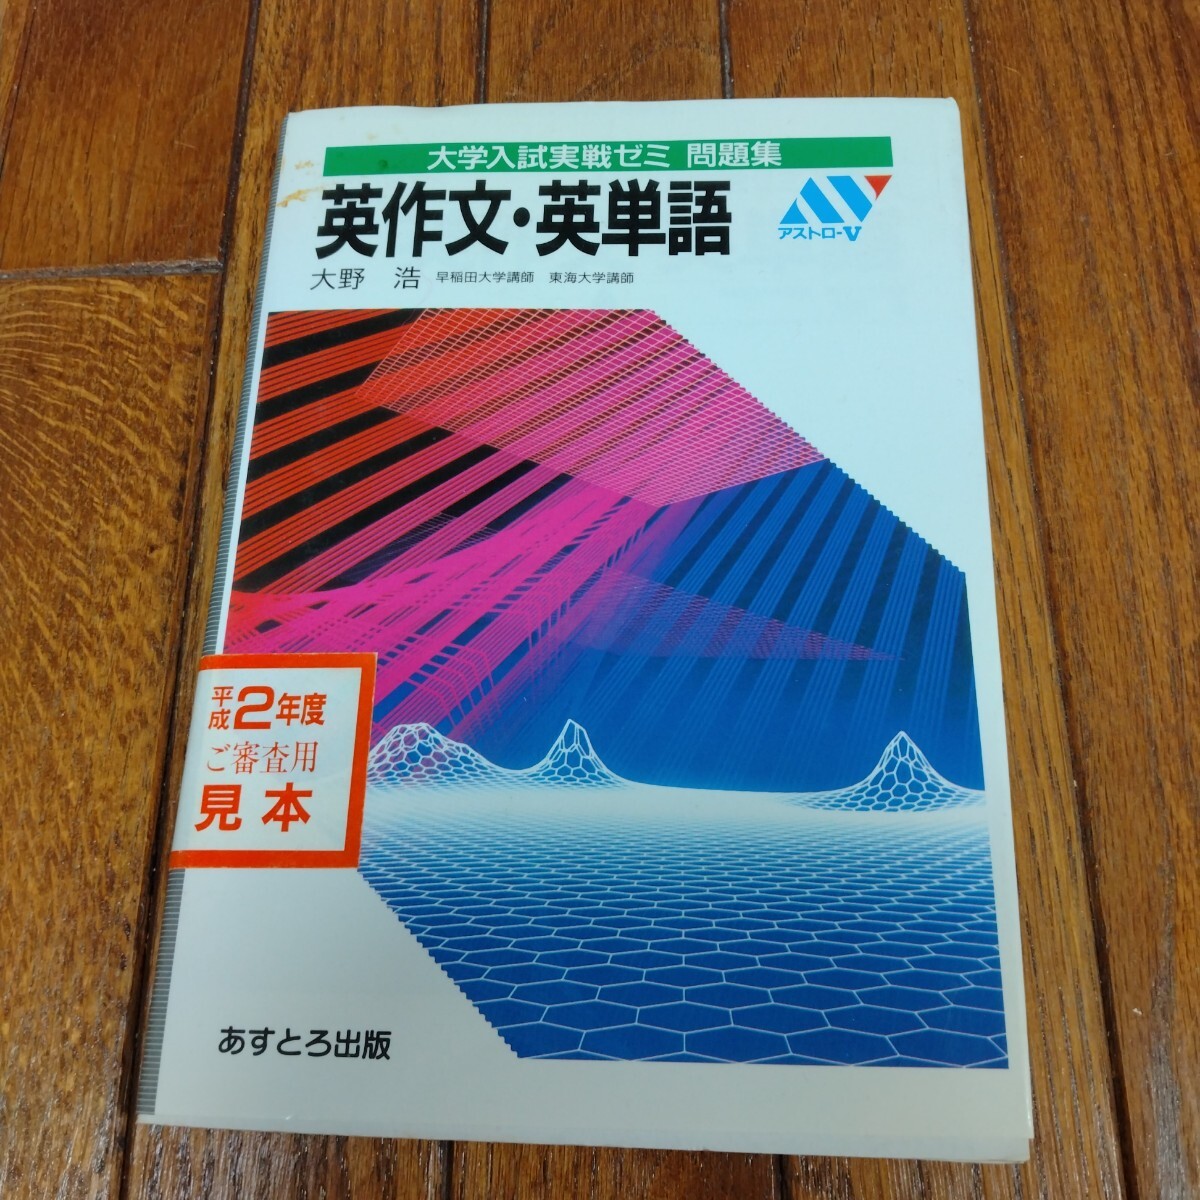 大学入試実戦ゼミ 問題集
英作文・英単語
アストローV
大野 浩 早稲田大学講師 東海大学講師
平成2年度
ご審査用
見本
あすとろ出版